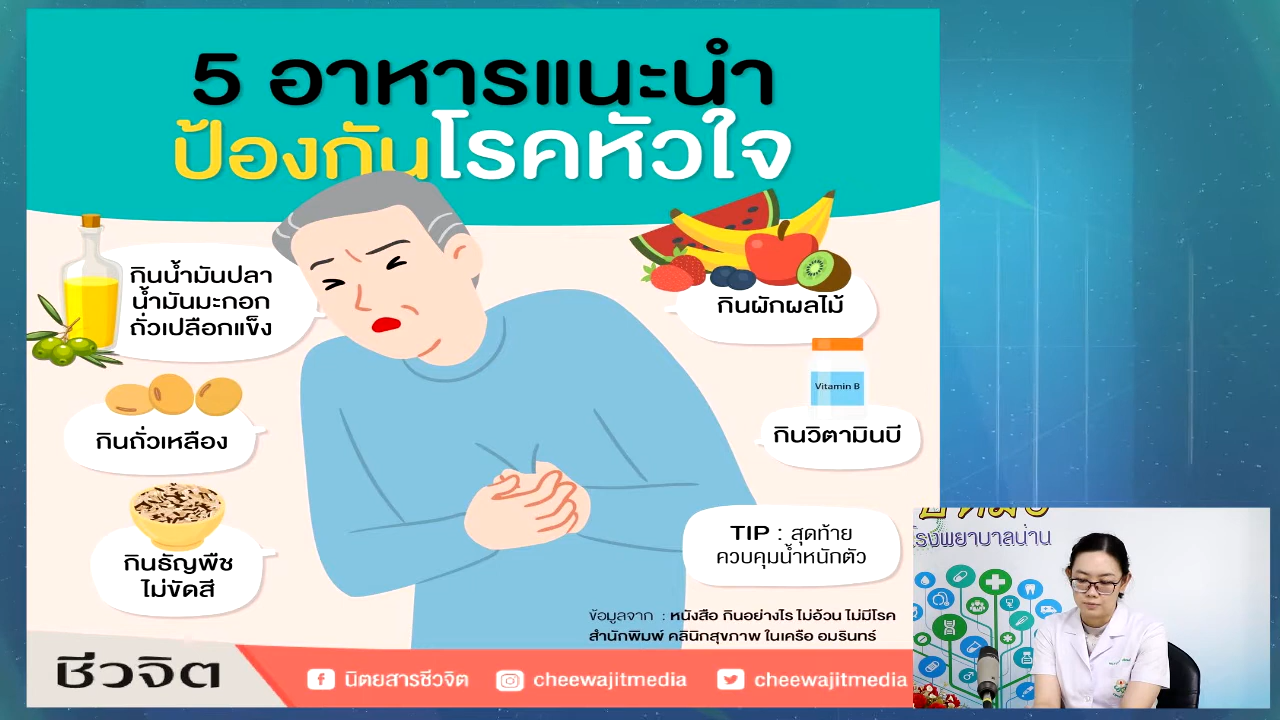 5 อาหารแนะนำ
ป้องกันโรคหัวใจ
กินน้ำมันปลา
น้ำมันมะกอก
ถั่วเปลือกแข็ง
กินผักผลไม้
Vitamin B
กินถั่วเหลือง
กินวิตามินบี
กินธัญพืช
ไม่ขัดสี
TIP : สุดท้าย
ควบคุมน้ำหนักตัว
ข้อมูลจาก : หนังสือ กินอย่างไร ไม่อ้วน ไม่มีโรค
สำนักพิมพ์ คลินิกสุขภาพ ในเครือ อมรินทร์
ชีวจิต
นิตยสารชีวจิต
cheewajitmedia
cheewajitmedia
โรงพยาบาลน่าน